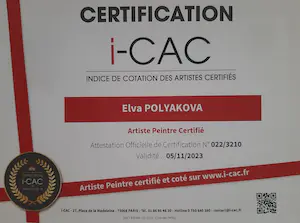 CERTIFICATION
i-CAC
INDICE DE COTATION DES ARTISTES CERTIFIÉS
Elva POLYAKOVA
Artiste Peintre Certifié
Attestation Officielle de Certification N° 022/3210
Validité 05/11/2023
i-CAC
Artiste Peintre certifié et coté sur www.i-cac.fr